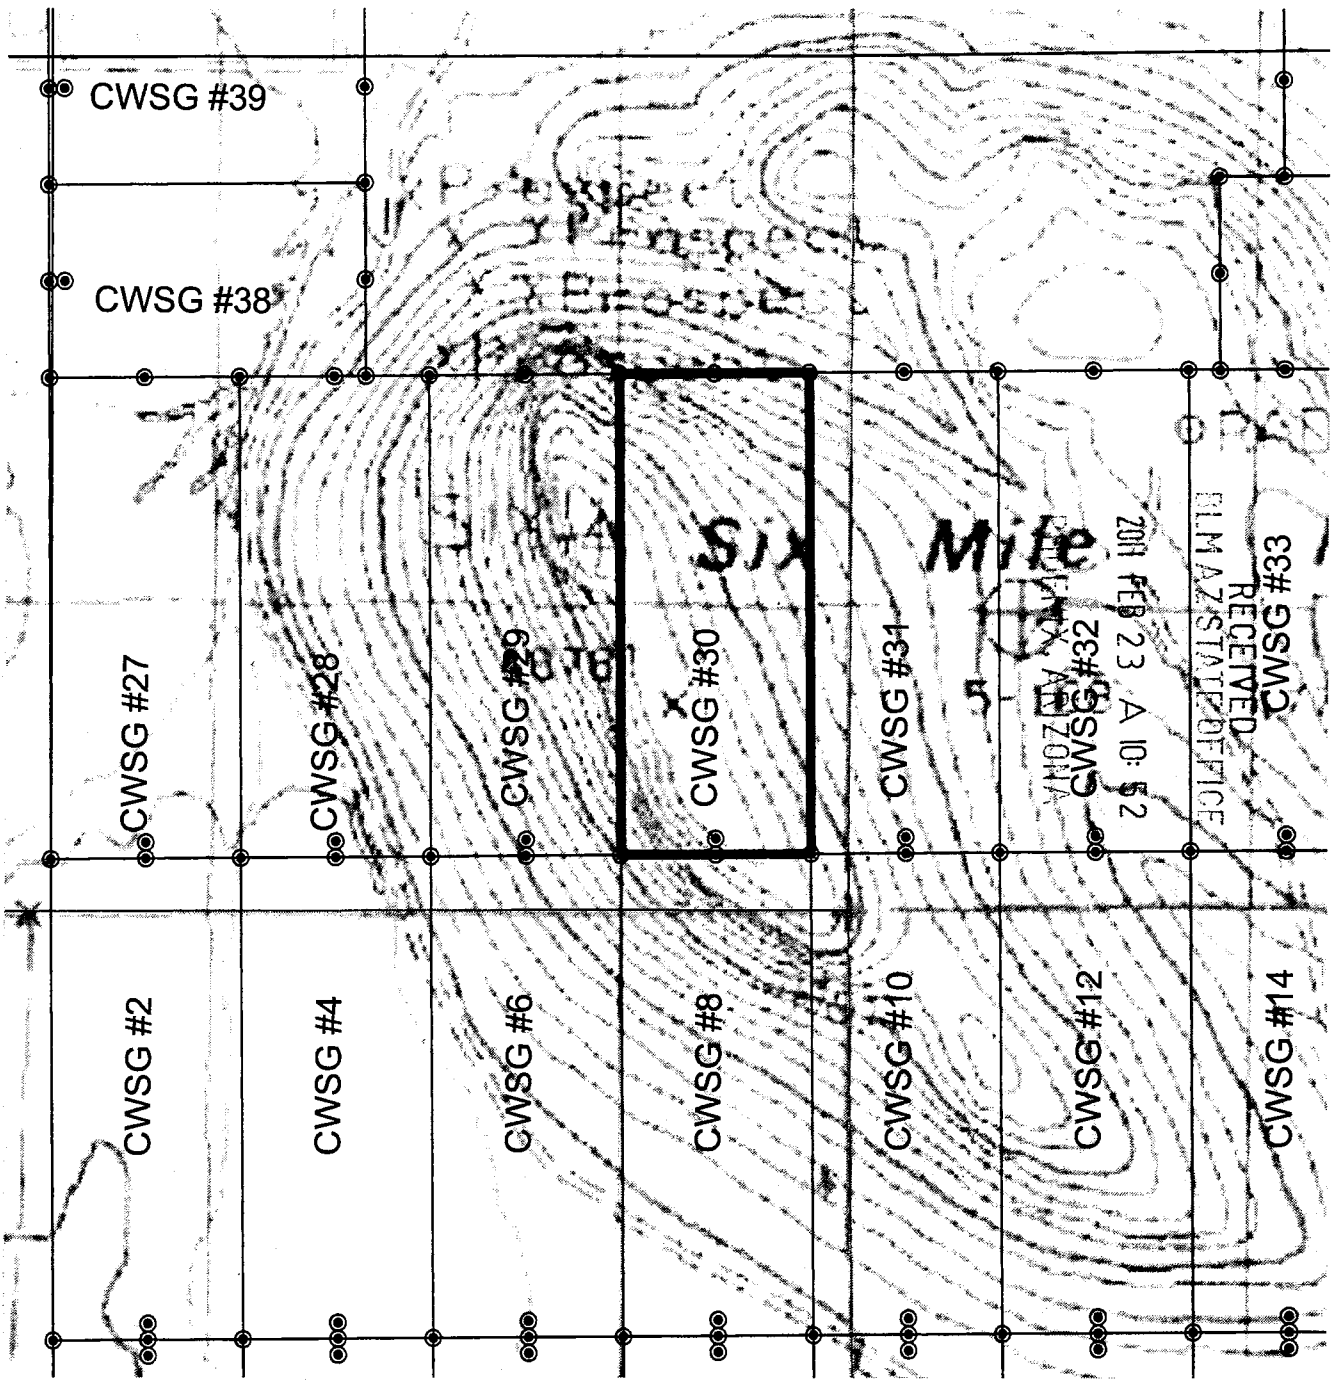 CWSG #39
Prospect
Prospect
CWSG #38
Prospect
Six Mile
CWSG #27
CWSG #28
CWSG #29
CWSG #30
CWSG #31
CWSG #32
CWSG #33
X
2011 FEB 23 A 10: 52
PHOENIX ARIZONA
BLM AZ STATE OFFICE
RECEIVED
CWSG #2
CWSG #4
CWSG #6
CWSG #8
CWSG #10
CWSG #12
CWSG #14